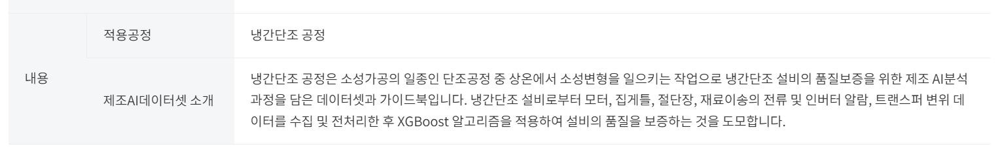 적용공정
냉간단조 공정
내용
제조AI데이터셋 소개
냉간단조 공정은 소성가공의 일종인 단조공정 중 상온에서 소성변형을 일으키는 작업으로 냉간단조 설비의 품질보증을 위한 제조 AI분석
과정을 담은 데이터셋과 가이드북입니다. 냉간단조 설비로부터 모터, 집게틀, 절단장, 재료이송의 전류 및 인버터 알람, 트랜스퍼 변위 데
이터를 수집 및 전처리한 후 XGBoost 알고리즘을 적용하여 설비의 품질을 보증하는 것을 도모합니다.